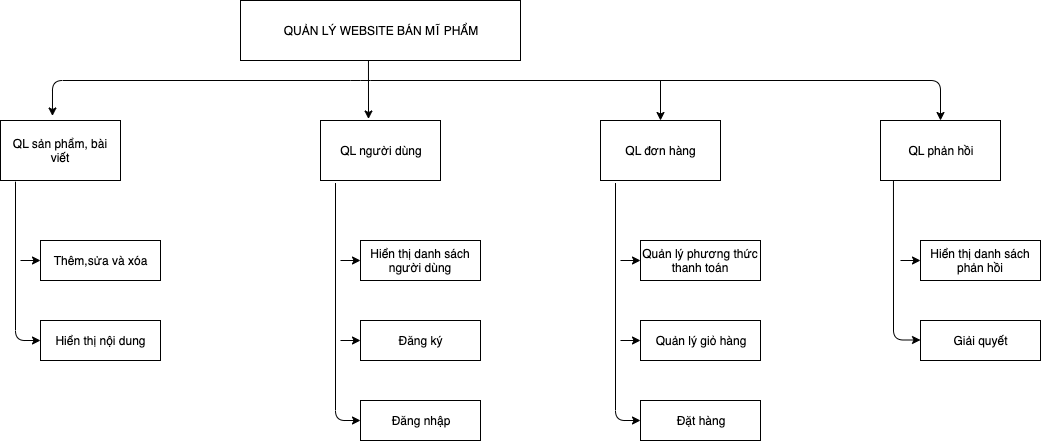 QUẢN LÝ WEBSITE BÁN MĨ PHẨM
QL sản phẩm, bài
viết
QL người dùng
QL đơn hàng
QL phản hồi
Thêm,sửa và xóa
Hiển thị danh sách
người dùng
Quản lý phương thức
thanh toán
Hiển thị danh sách
phản hồi
Hiển thị nội dung
Đăng ký
Quản lý giỏ hàng
Giải quyết
Đăng nhập
Đặt hàng